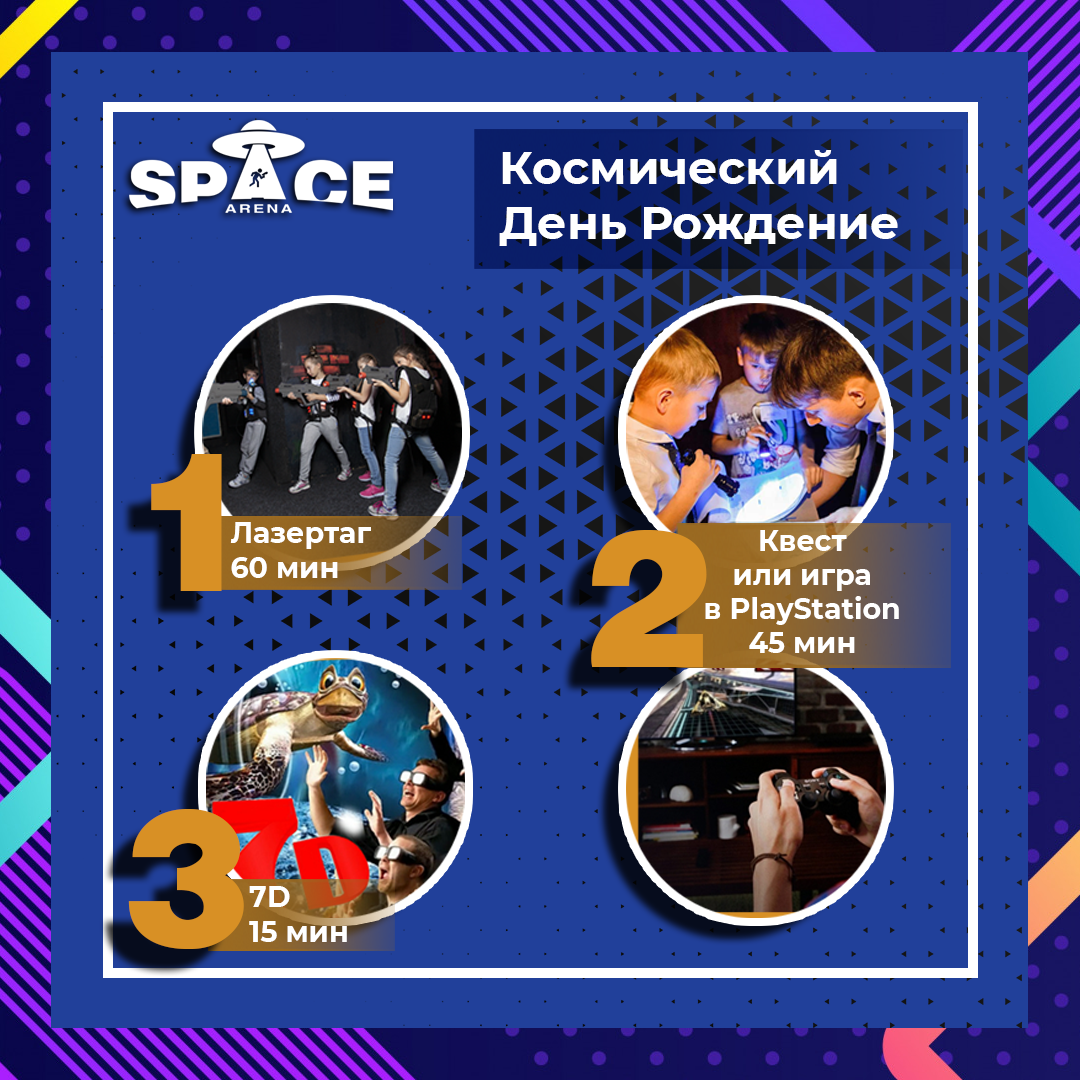 SPACE
ARENA
Космический
День Рождение
1
Лазертаг
60 мин
2
Квест
или игра
в PlayStation
45 мин
7D
3
7D
15 мин